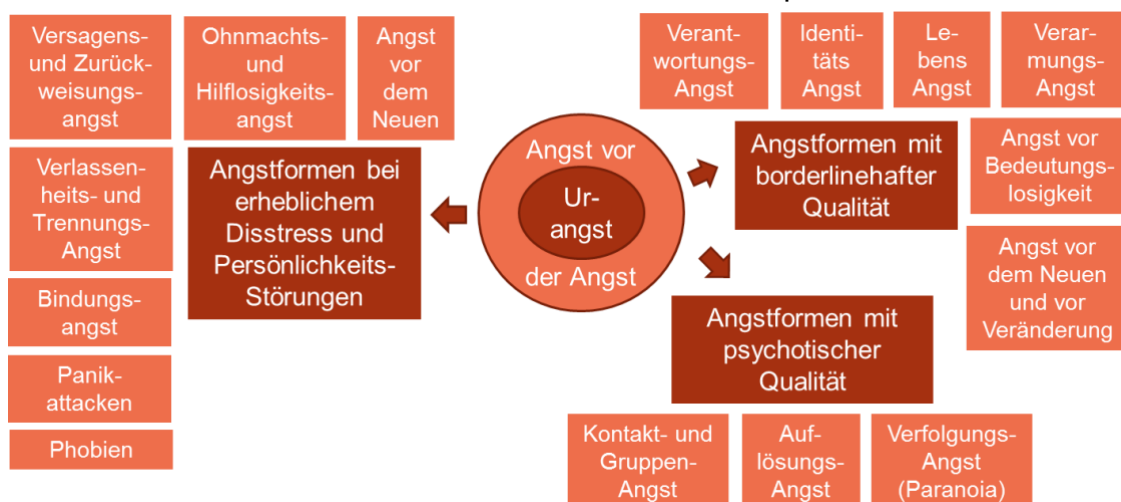 Versagens-
und Zurück-
weisungs-
angst
Ohnmachts-
und
Hilflosigkeits-
angst
Angst
vor
dem
Neuen
Verlassen-
heits- und
Trennungs-
Angst
Bindungs-
angst
Panik-
attacken
Phobien
Angstformen bei
erheblichem
Disstress und
Persönlichkeits-
Störungen
Angst vor
Ur-
angst
der Angst
Verant-
wortungs-
Angst
Identi-
täts
Angst
Le-
bens
Angst
Verar-
mungs-
Angst
Angstformen mit
borderlinehafter
Qualität
Angst vor
Bedeutungs-
losigkeit
Angst vor
dem Neuen
und vor
Veränderung
Angstformen mit
psychotischer
Qualität
Kontakt- und
Gruppen-
Angst
Auf-
lösungs-
Angst
Verfolgungs-
Angst
(Paranoia)